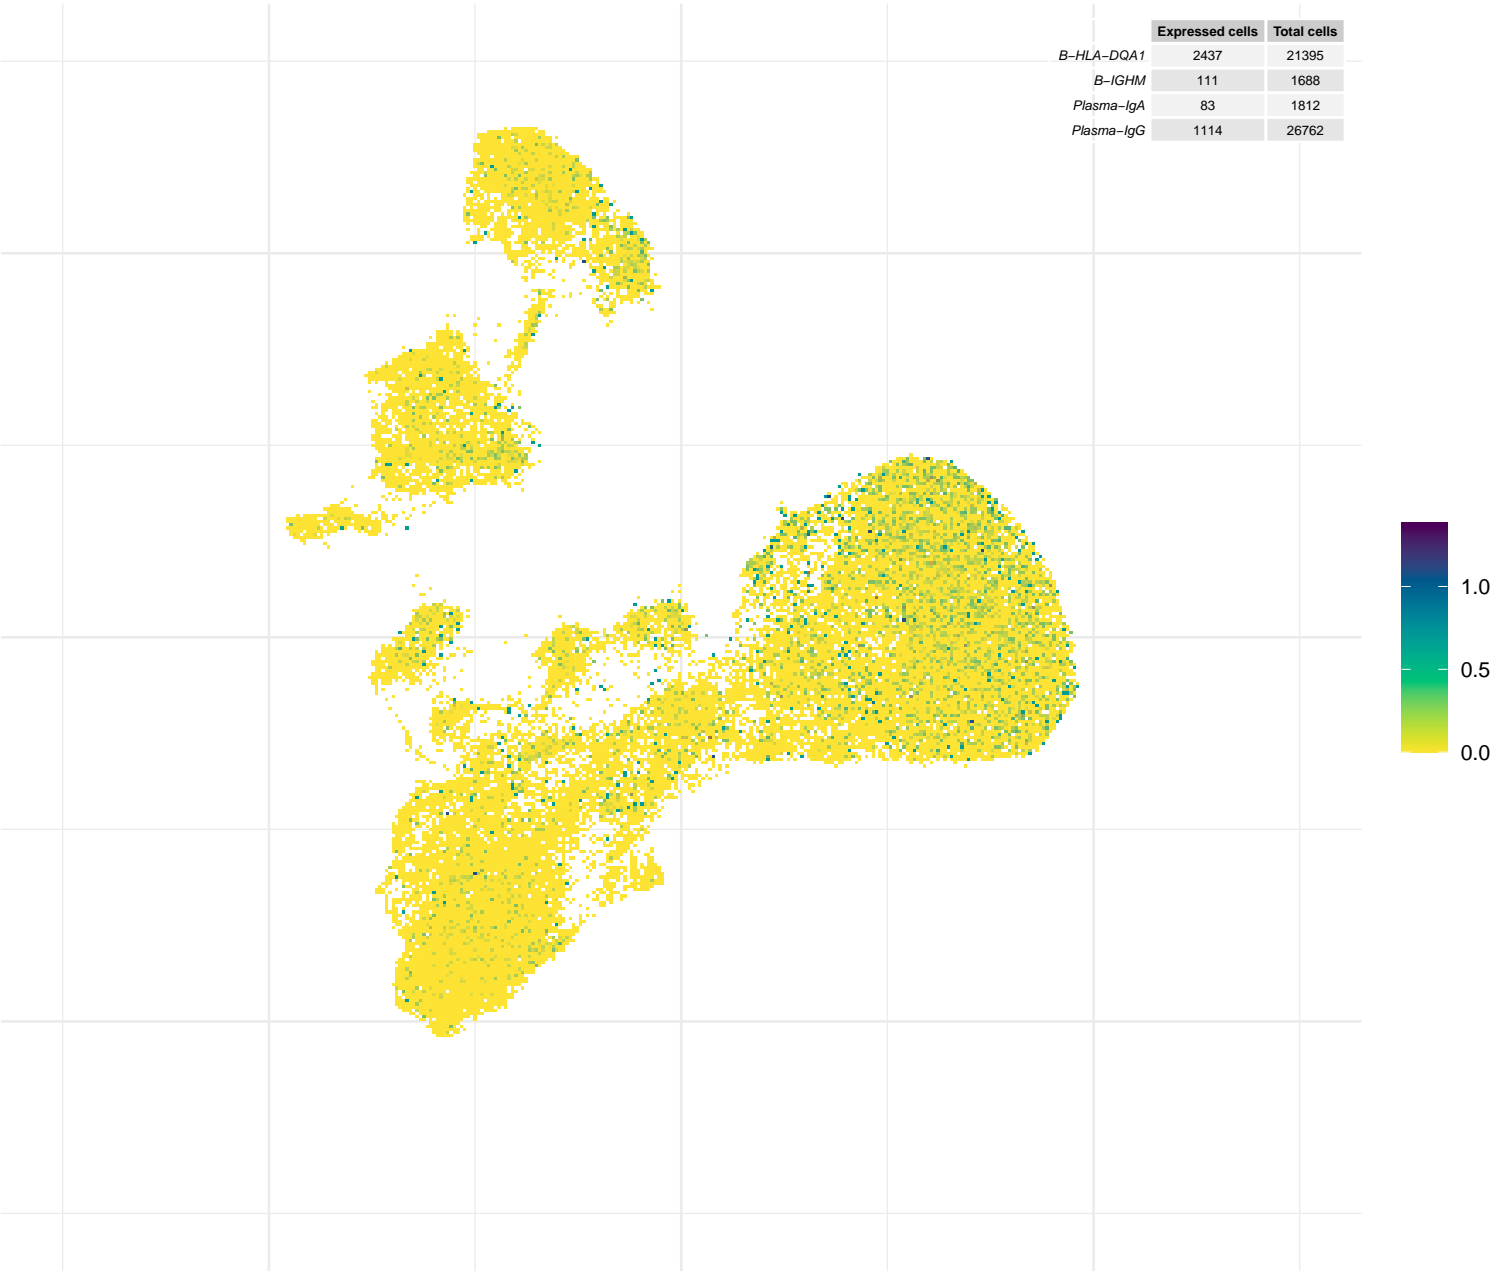 Expressed cells Total cells
B−HLA−DQA1 2437 21395
B−IGHM 111 1688
Plasma−IgA 83 1812
Plasma−IgG 1114 26762
1.0
0.5
0.0